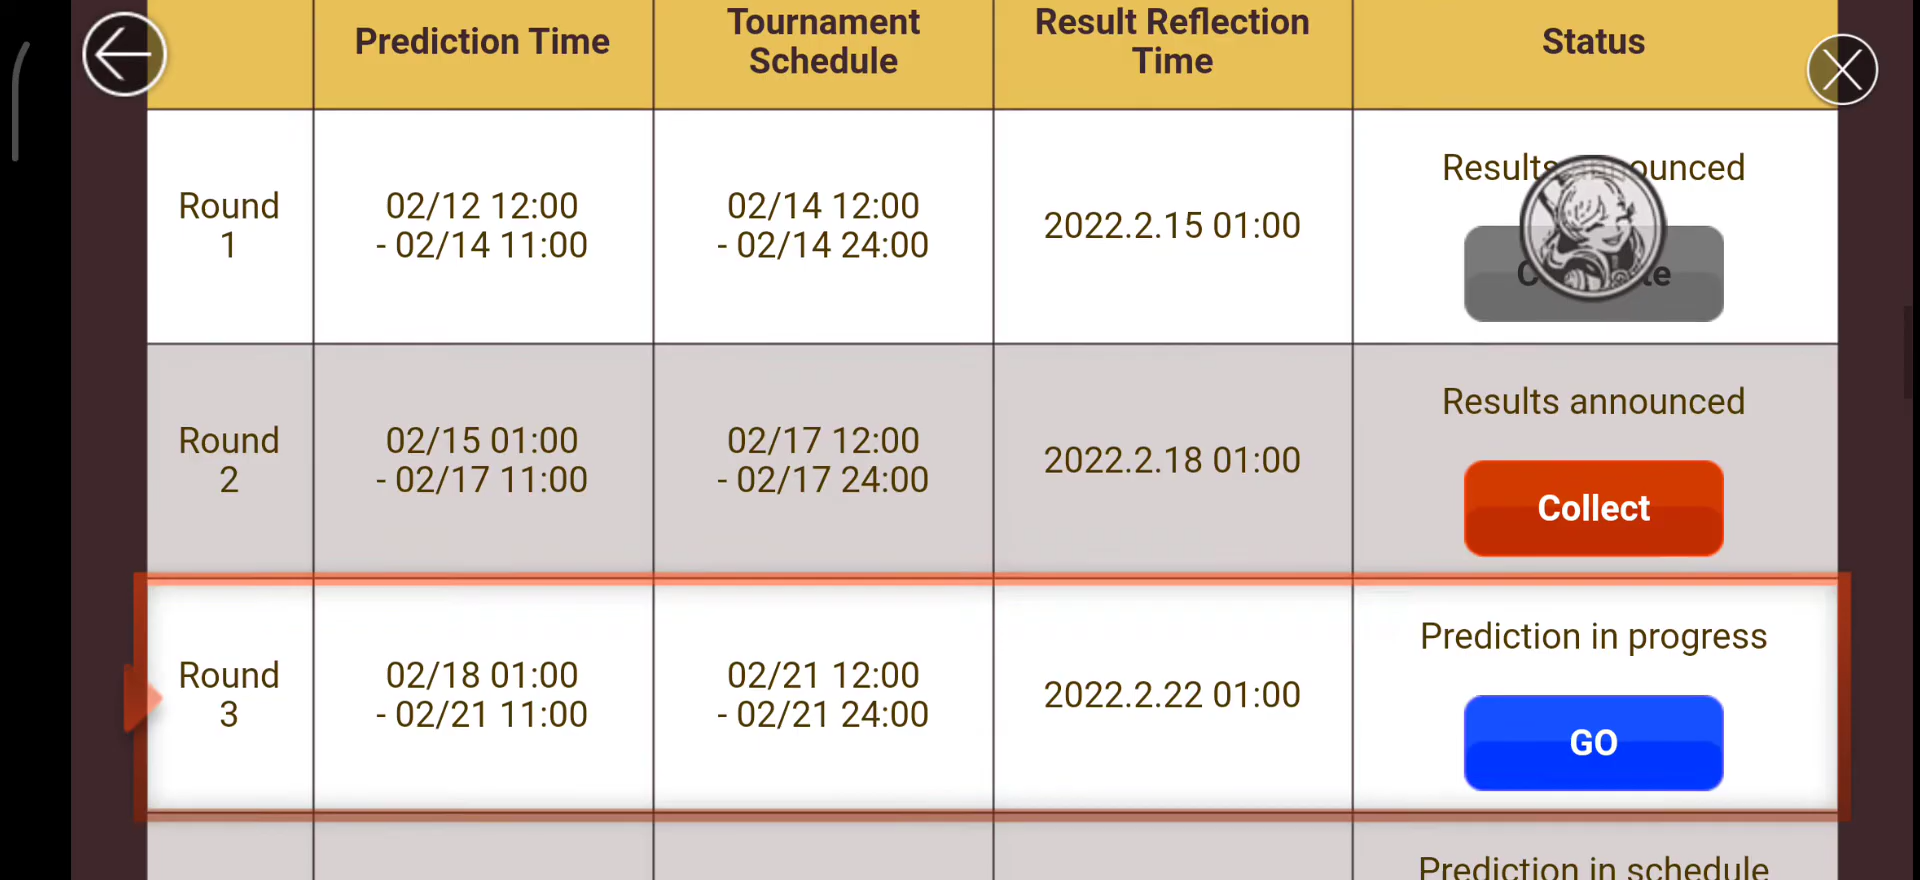 Prediction Time
Tournament
Schedule
Result Reflection
Time
Status
Round
1
02/12 12:00
- 02/14 11:00
02/14 12:00
- 02/14 24:00
2022.2.15 01:00
Results announced
Round
2
02/15 01:00
- 02/17 11:00
02/17 12:00
- 02/17 24:00
2022.2.18 01:00
Results announced
Collect
Round
3
02/18 01:00
- 02/21 11:00
02/21 12:00
- 02/21 24:00
2022.2.22 01:00
Prediction in progress
GO
Prediction in schedule